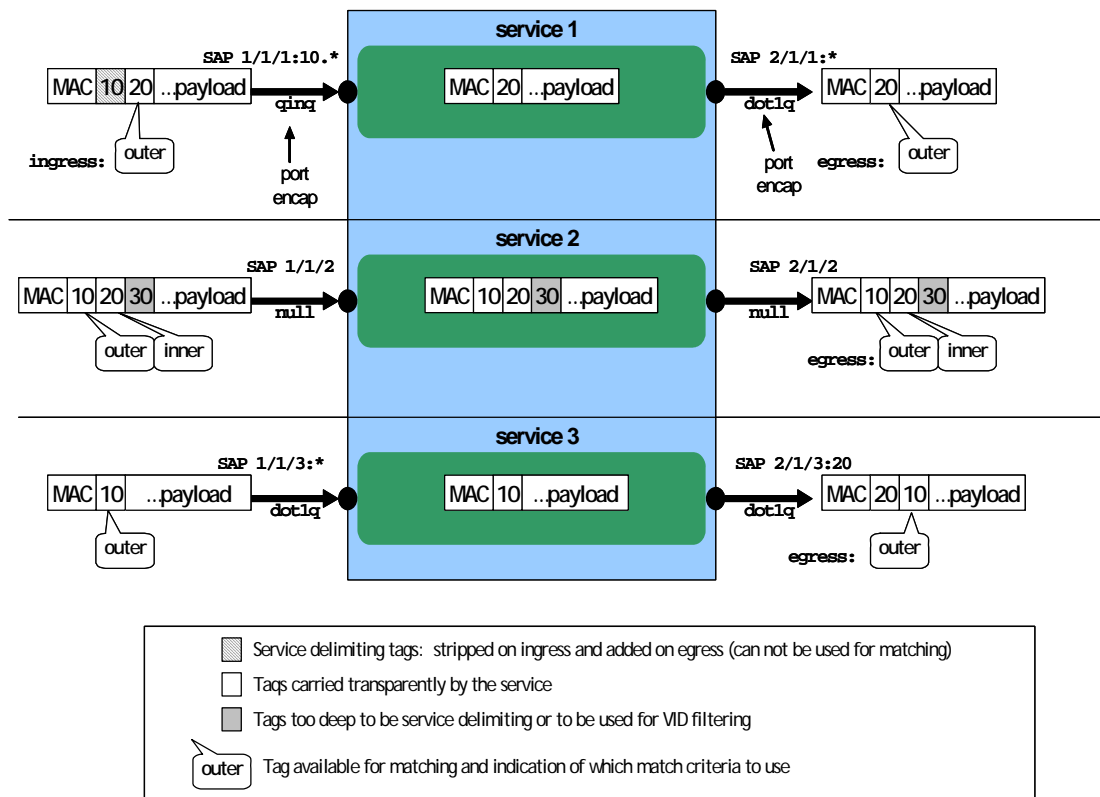 service 1
SAP 1/1/1:10.*
SAP 2/1/1:*
MAC 10 20 ...payload
qinq
MAC 20 ...payload
dot1q
MAC 20 ...payload
ingress:
outer
port
encap
port
encap
egress:
outer
service 2
SAP 1/1/2
SAP 2/1/2
MAC 10 20 30 ...payload
null
MAC 10 20 30 ...payload
null
MAC 10 20 30 ...payload
outer
inner
egress:
outer
inner
service 3
SAP 1/1/3:*
SAP 2/1/3:20
MAC 10 ...payload
dot1q
MAC 10 ...payload
dot1q
MAC 20 10 ...payload
outer
egress:
outer
Service delimiting tags: stripped on ingress and added on egress (can not be used for matching)
Taqs carried transparently by the service
Tags too deep to be service delimiting or to be used for VID filtering
outer
Tag available for matching and indication of which match criteria to use